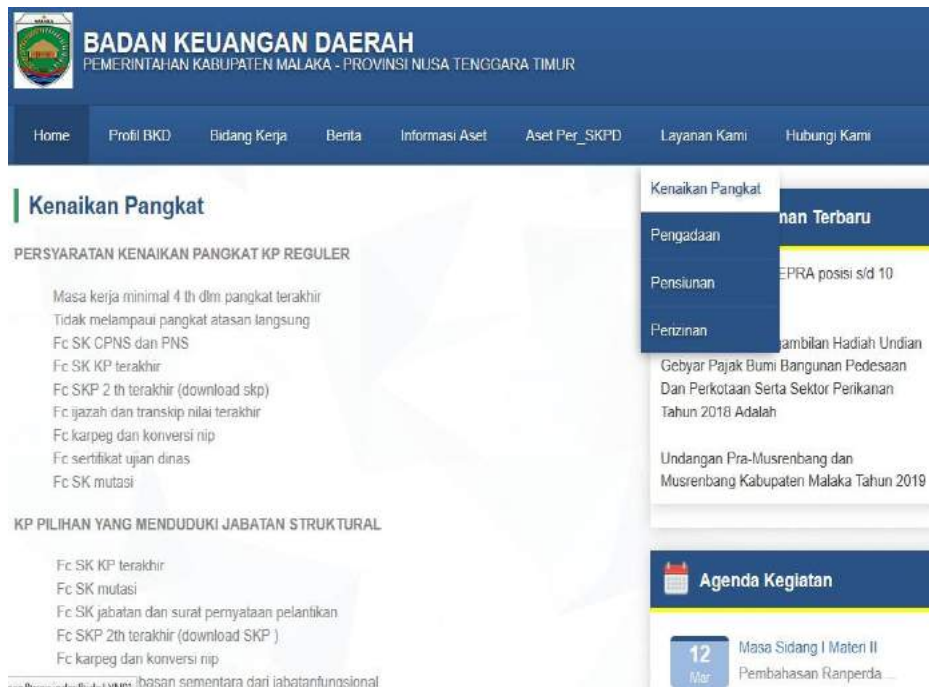 BADAN KEUANGAN DAERAH
PEMERINTAHAN KABUPATEN MALAKA - PROVINSI NUSA TENGGARA TIMUR
Home Profil BKD Bidang Kerja Berita Informasi Aset Aset Per_SKPD Layanan Kami Hubungi Kami
Kenaikan Pangkat
Pengadaan
Pensiunan
Perizinan
Kenaikan Pangkat
PERSYARATAN KENAIKAN PANGKAT KP REGULER
Masa kerja minimal 4 th dlm pangkat terakhir
Tidak melampaui pangkat atasan langsung
Fc SK CPNS dan PNS
Fc SK KP terakhir
Fc SKP 2 th terakhir (download skp)
Fc ijazah dan transkip nilai terakhir
Fc karpeg dan konversi nip
Fc sertifikat ujian dinas
Fc SK mutasi
KP PILIHAN YANG MENDUDUKI JABATAN STRUKTURAL
Fc SK KP terakhir
Fc SK mutasi
Fc SK jabatan dan surat pernyataan pelantikan
Fc SKP 2th terakhir (download SKP )
Fc karpeg dan konversi nip
basan sementara dari jabatanfungsional
Terbaru
EPRA posisi s/d 10
Hadiah Undian
Gebyar Pajak Bumi Bangunan Pedesaan
Dan Perkotaan Serta Sektor Perikanan
Tahun 2018 Adalah
Undangan Pra-Musrenbang dan
Musrenbang Kabupaten Malaka Tahun 2019
Agenda Kegiatan
12
Mar
Masa Sidang I Materi II
Pembahasan Ranperda ...